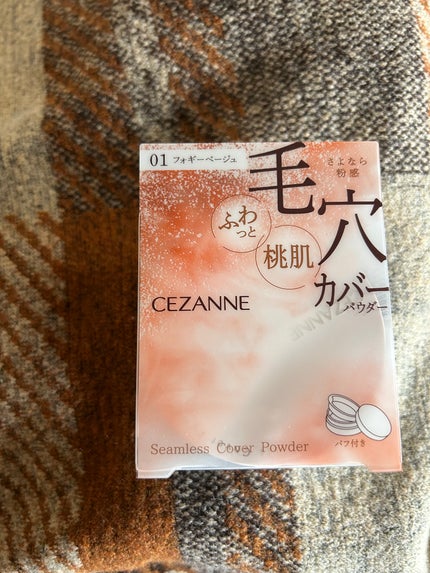 01 フォギーベージュ
さよなら
粉感
毛穴
カバー
パウダー
ふわっと
桃肌
CEZANNE
パフ付き
Seamless Cover Powder